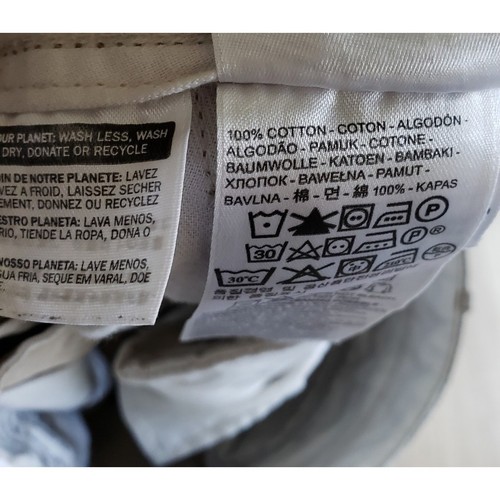 OUR PLANET: WASH LESS, WASH
DRY, DONATE OR RECYCLE
IN DE NOTRE PLANETE: LAVEZ
VEZ A FROID, LAISSEZ SECHER
EMENT, DONNEZ OU RECYCLEZ
ESTRO PLANETA: LAVA MENOS,
RIO, TIENDE LA ROPA, DONA O
NOSSO PLANETA: LAVE MENOS,
GUA FRIA, SEQUE EM VARAL, DOE
100% COTTON - COTON - ALGODÓN -
ALGODÃO - PAMUK - COTONE -
BAUMWOLLE - KATOEN - BAMBAKI -
ХЛОПОК - BAWEŁNA - PAMUT -
BAVLNA - 棉 - 면 - 綿 100% - KAPAS
P
30 P ®
30°C